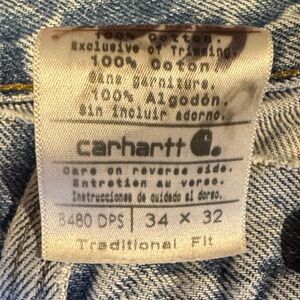 100% Cotton.
Exclusive of Trimming.
100% Coton.
Sans garniture.
100% Algodón.
Sin incluir adorno.
carhartt
Care on reverse side.
Entretien au verso.
Instrucciones de cuidado al dorso.
B480 DPS 34 X 32
Traditional Fit